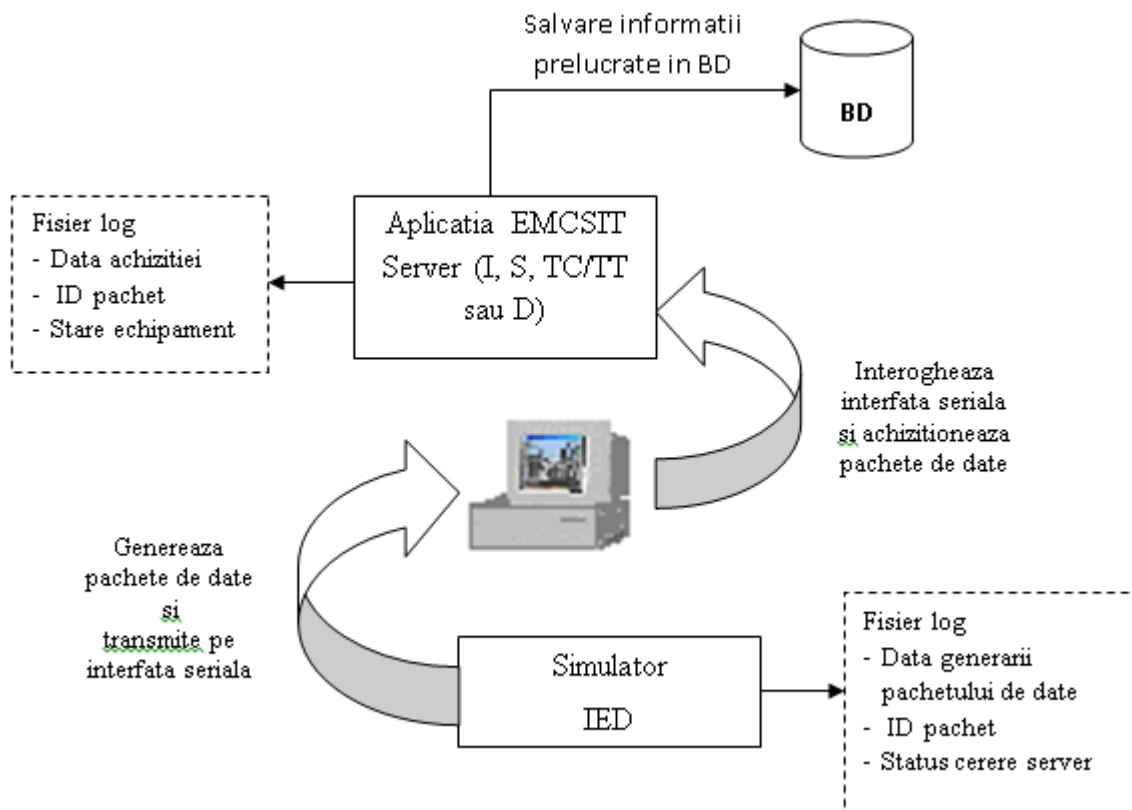 Salvare informatii
prelucrate in BD
BD
Fisier log
- Data achizitiei
- ID pachet
- Stare echipament
Aplicatia EMCSIT
Server (I, S, TC/TT
sau D)
Interogheaza
interfata seriala
si achizitioneaza
pachete de date
Genereaza
pachete de date
si
transmite pe
interfata seriala
Simulator
IED
Fisier log
- Data generarii
pachetului de date
- ID pachet
- Status cerere server